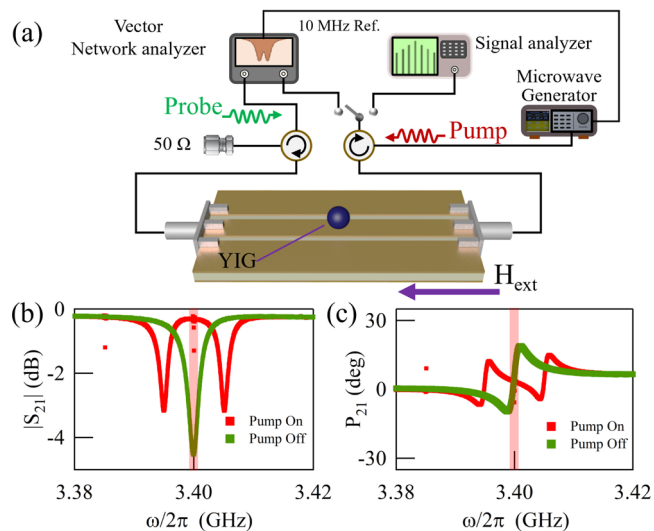 (a)
Vector
Network analyzer
10 MHz Ref.
Signal analyzer
Microwave
Generator
Probe
Pump
50 Ω
YIG
H_ext
(b)
0
-2
-4
|S21| (dB)
Pump On
Pump Off
3.38
3.40
3.42
ω/2π (GHz)
(c)
30
0
-30
P21 (deg)
Pump On
Pump Off
3.38
3.40
3.42
ω/2π (GHz)